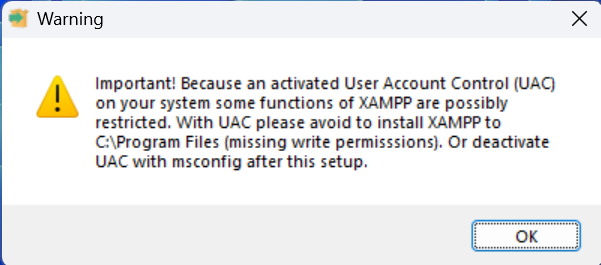 Warning
Important! Because an activated User Account Control (UAC)
on your system some functions of XAMPP are possibly
restricted. With UAC please avoid to install XAMPP to
C:\Program Files (missing write permisssions). Or deactivate
UAC with msconfig after this setup.
OK